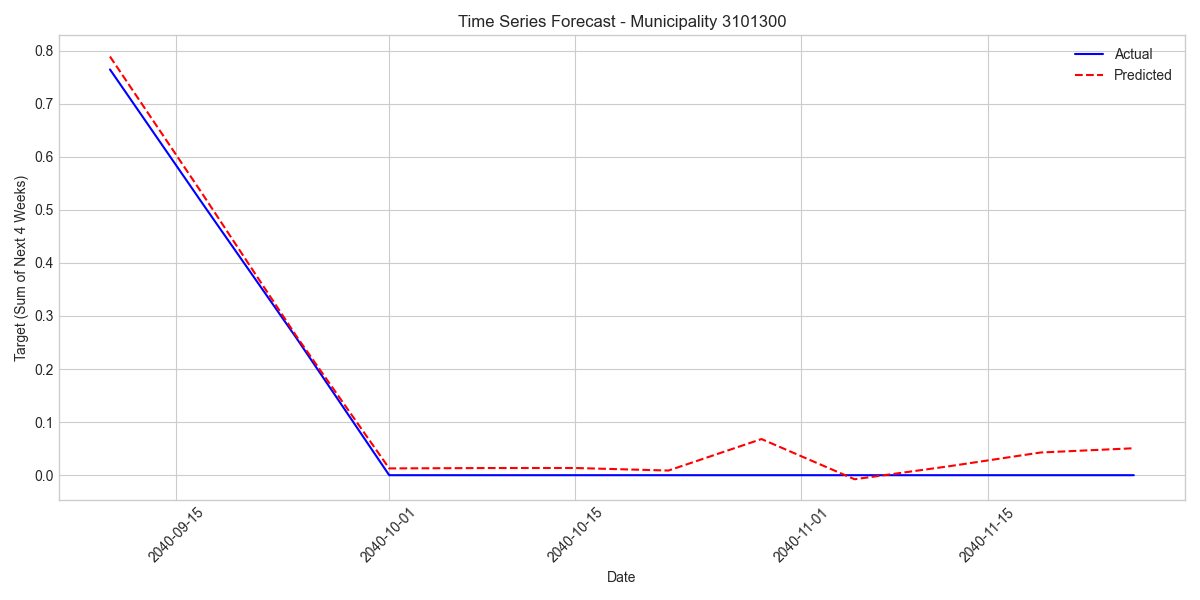 Time Series Forecast - Municipality 3101300
Actual
Predicted
Target (Sum of Next 4 Weeks)
0.8
0.7
0.6
0.5
0.4
0.3
0.2
0.1
0.0
2040-09-15
2040-10-01
2040-10-15
2040-11-01
2040-11-15
Date